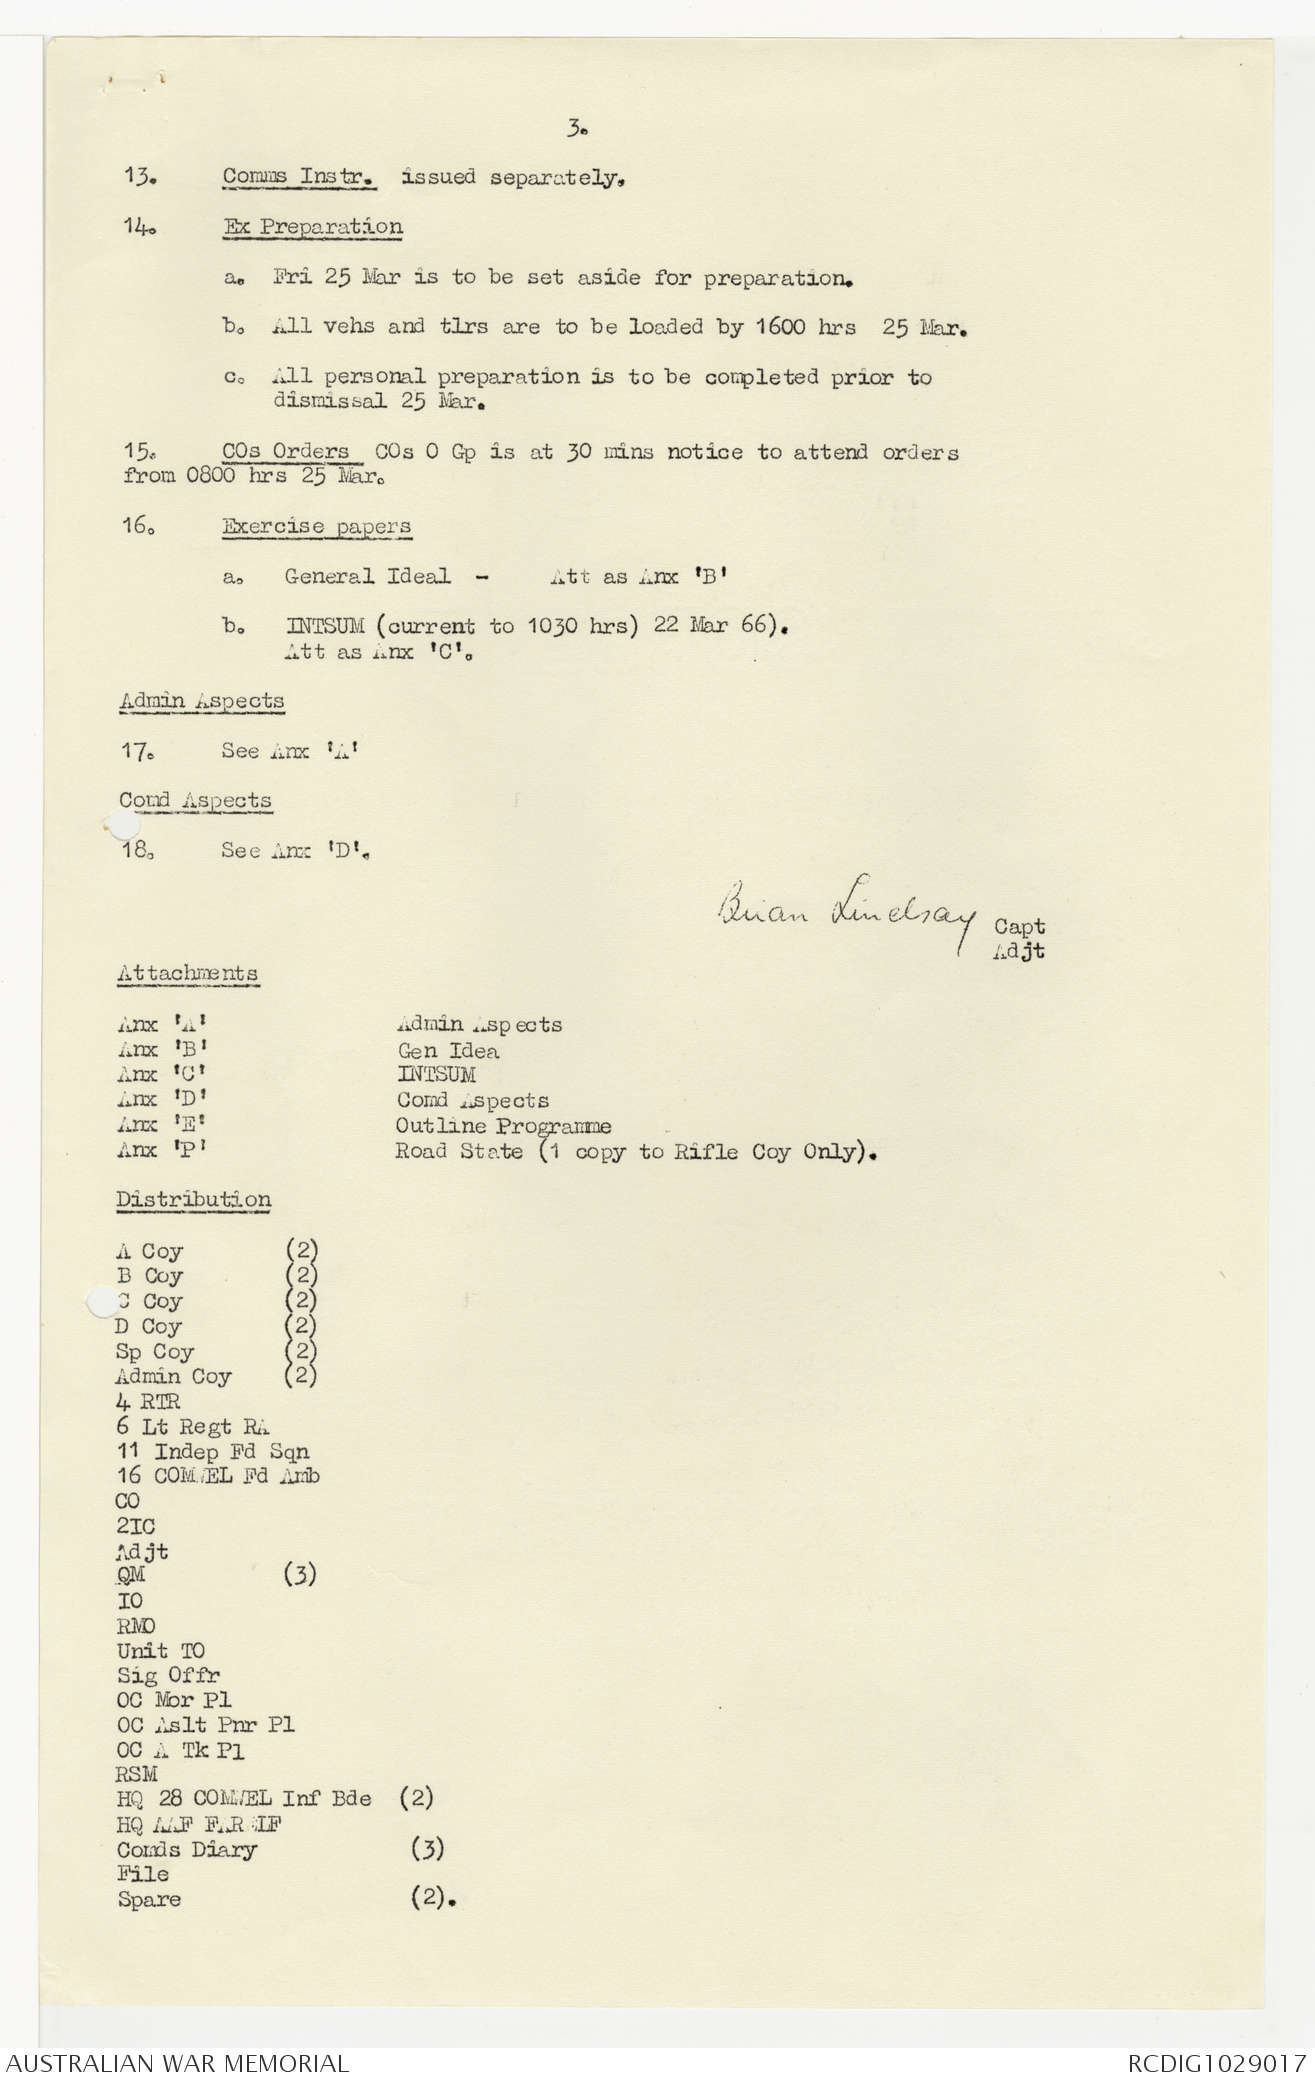 3.
13. Comms Instr. issued separately.
14. Ex Preparation
a. Fri 25 Mar is to be set aside for preparation.
b. All vehs and tlrs are to be loaded by 1600 hrs 25 Mar.
c. All personal preparation is to be completed prior to
dismissal 25 Mar.
15. COs Orders COs O Gp is at 30 mins notice to attend orders
from 0800 hrs 25 Mar.
16. Exercise papers
a. General Ideal - Att as Anx 'B'
b. INTSUM (current to 1030 hrs) 22 Mar 66).
Att as Anx 'C'.
Admin Aspects
17. See Anx 'A'
Comd Aspects
18. See Anx 'D'.
Brian Lindsay Capt
Adjt
Attachments
Anx 'A' Admin Aspects
Anx 'B' Gen Idea
Anx 'C' INTSUM
Anx 'D' Comd Aspects
Anx 'E' Outline Programme
Anx 'P' Road State (1 copy to Rifle Coy Only).
Distribution
A Coy (2)
B Coy (2)
C Coy (2)
D Coy (2)
Sp Coy (2)
Admin Coy (2)
4 RTR
6 Lt Regt RA
11 Indep Fd Sqn
16 COMWEL Fd Amb
CO
2IC
Adjt
QM (3)
IO
RMO
Unit TO
Sig Offr
OC Mor Pl
OC Aslt Pnr Pl
OC A Tk Pl
RSM
HQ 28 COMWEL Inf Bde (2)
HQ AAF FARELF
Comds Diary (3)
File
Spare (2).
AUSTRALIAN WAR MEMORIAL
RCDIG1029017